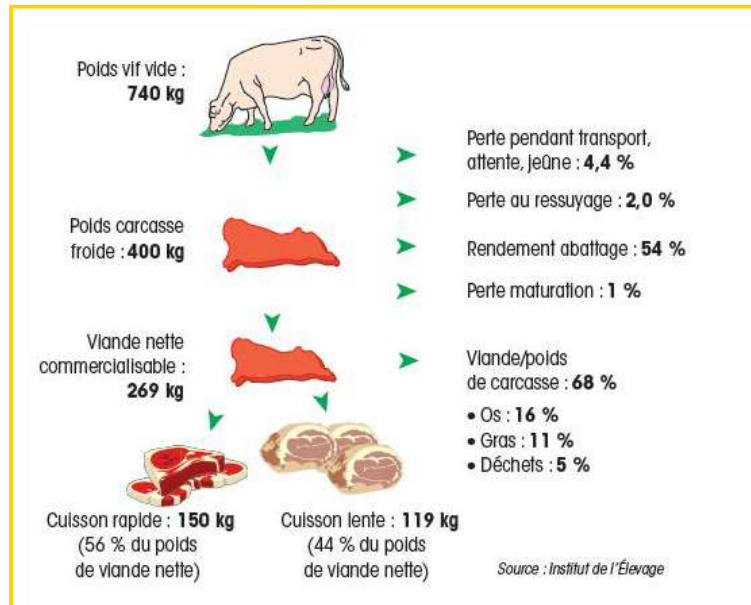 Poids vif vide :
740 kg
Perte pendant transport,
attente, jeûne : 4,4 %
Perte au ressuyage : 2,0 %
Poids carcasse
froide : 400 kg
Rendement abattage : 54 %
Perte maturation : 1 %
Viande nette
commercialisable :
269 kg
Viande/poids
de carcasse : 68 %
• Os : 16 %
• Gras : 11 %
• Déchets : 5 %
Cuisson rapide : 150 kg
(56 % du poids
de viande nette)
Cuisson lente : 119 kg
(44 % du poids
de viande nette)
Source : Institut de l'Élevage